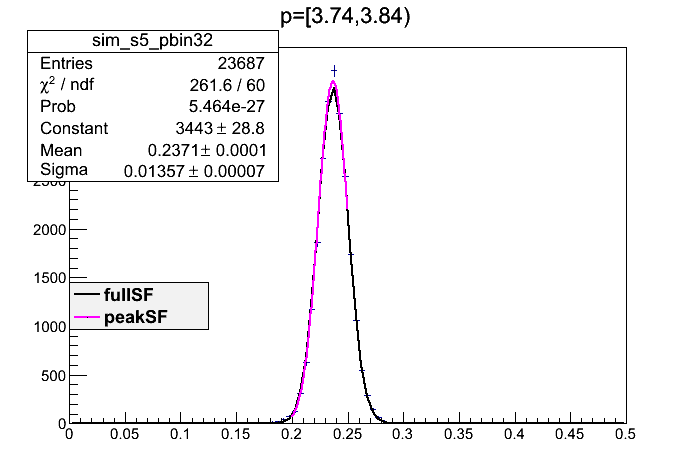 p=[3.74,3.84)
sim_s5_pbin32
Entries 23687
χ² / ndf 261.6 / 60
Prob 5.464e-27
Constant 3443 ± 28.8
Mean 0.2371± 0.0001
Sigma 0.01357 ± 0.00007
2500
2000
1500
fullSF
peakSF
1000
500
0
0 0.05 0.1 0.15 0.2 0.25 0.3 0.35 0.4 0.45 0.5